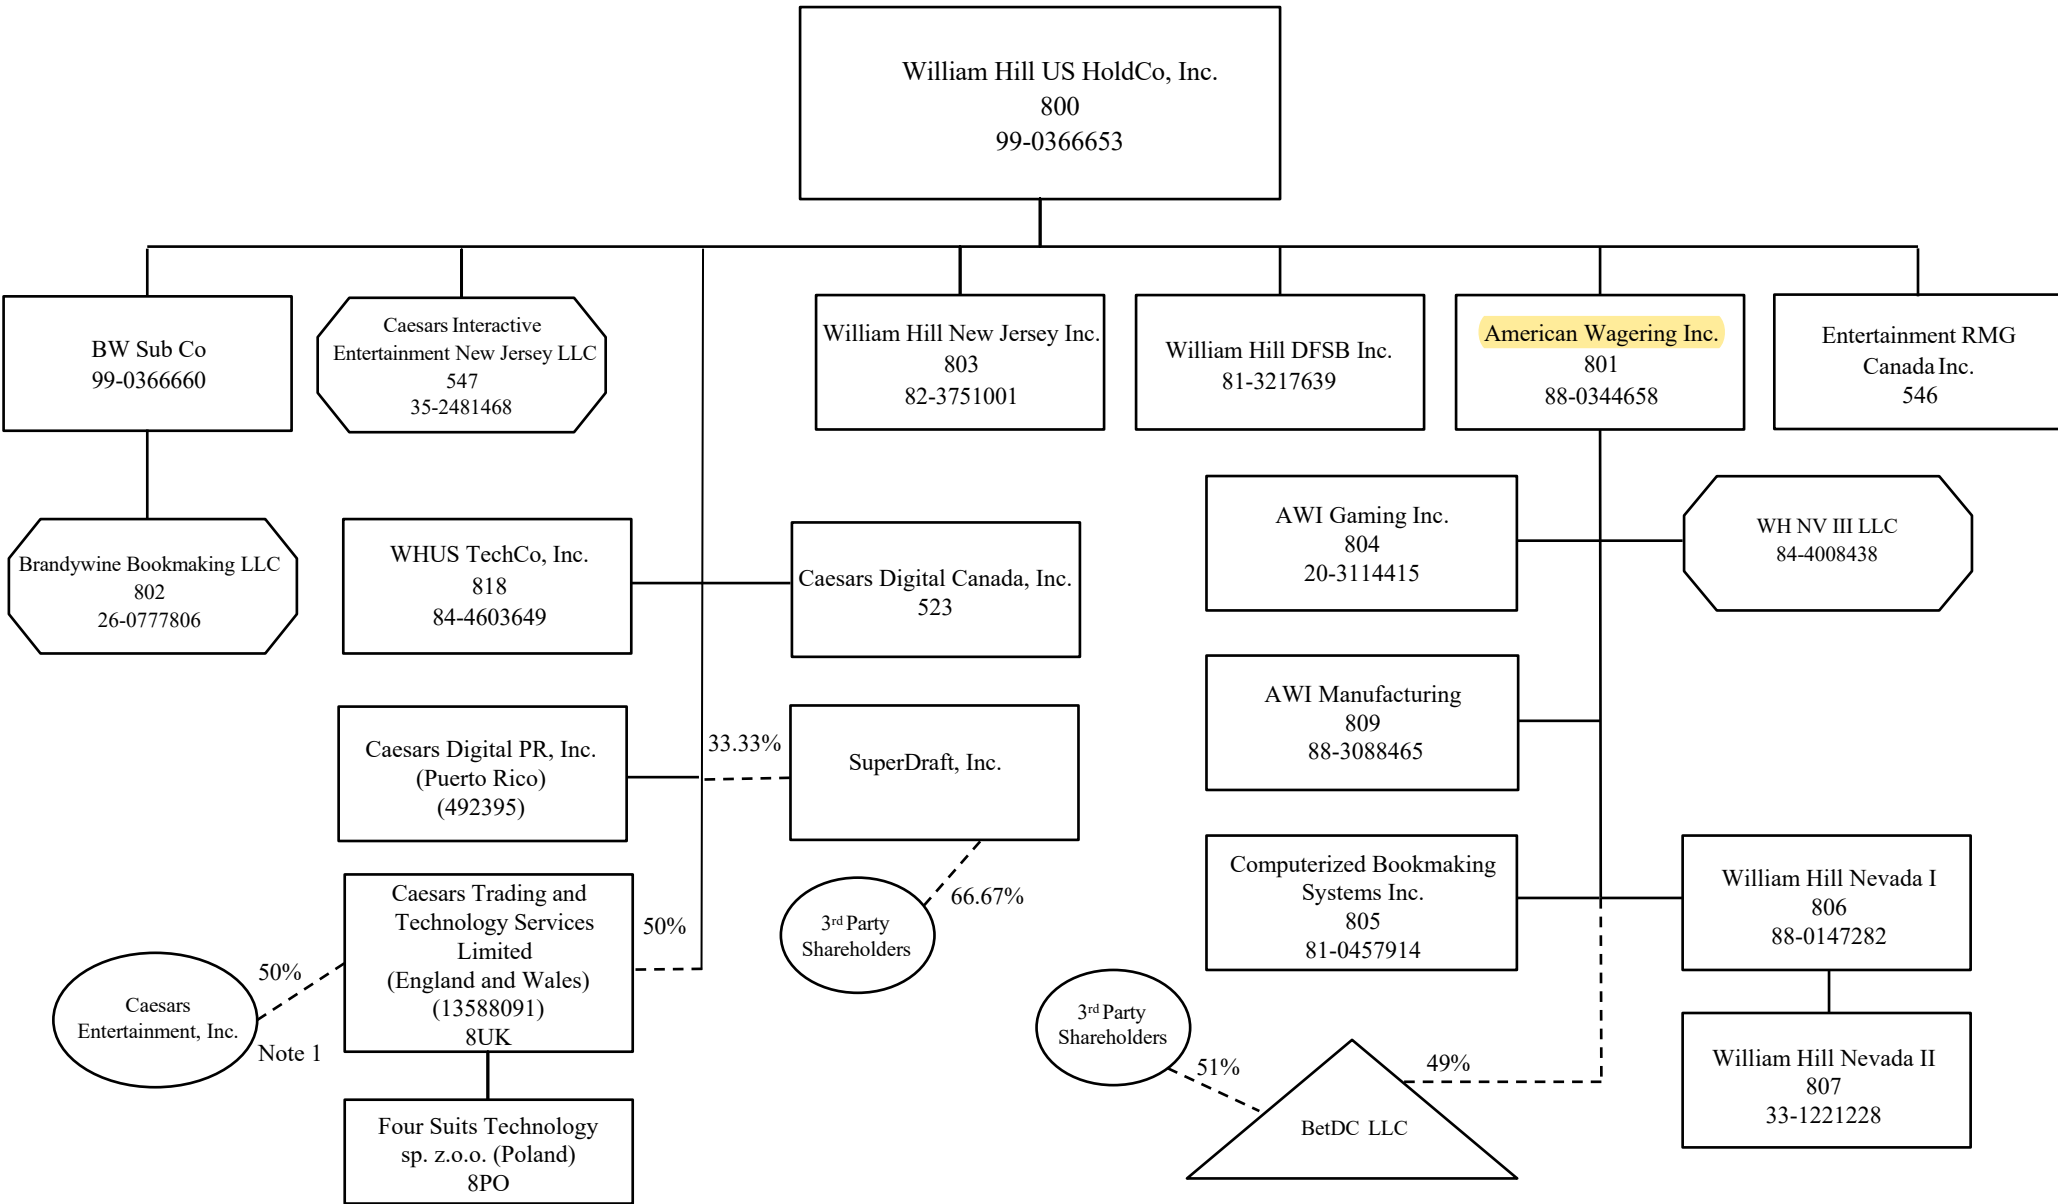 William Hill US HoldCo, Inc.
800
99-0366653
BW Sub Co
99-0366660
Caesars Interactive
Entertainment New Jersey LLC
547
35-2481468
William Hill New Jersey Inc.
803
82-3751001
William Hill DFSB Inc.
81-3217639
American Wagering Inc.
801
88-0344658
Entertainment RMG
Canada Inc.
546
Brandywine Bookmaking LLC
802
26-0777806
WHUS TechCo, Inc.
818
84-4603649
Caesars Digital Canada, Inc.
523
AWI Gaming Inc.
804
20-3114415
WH NV III LLC
84-4008438
Caesars Digital PR, Inc.
(Puerto Rico)
(492395)
33.33%
SuperDraft, Inc.
AWI Manufacturing
809
88-3088465
Caesars Trading and
Technology Services
Limited
(England and Wales)
(13588091)
8UK
50%
66.67%
3rd Party
Shareholders
Computerized Bookmaking
Systems Inc.
805
81-0457914
William Hill Nevada I
806
88-0147282
50%
Caesars
Entertainment, Inc.
Note 1
3rd Party
Shareholders
51%
49%
BetDC LLC
William Hill Nevada II
807
33-1221228
Four Suits Technology
sp. z.o.o. (Poland)
8PO